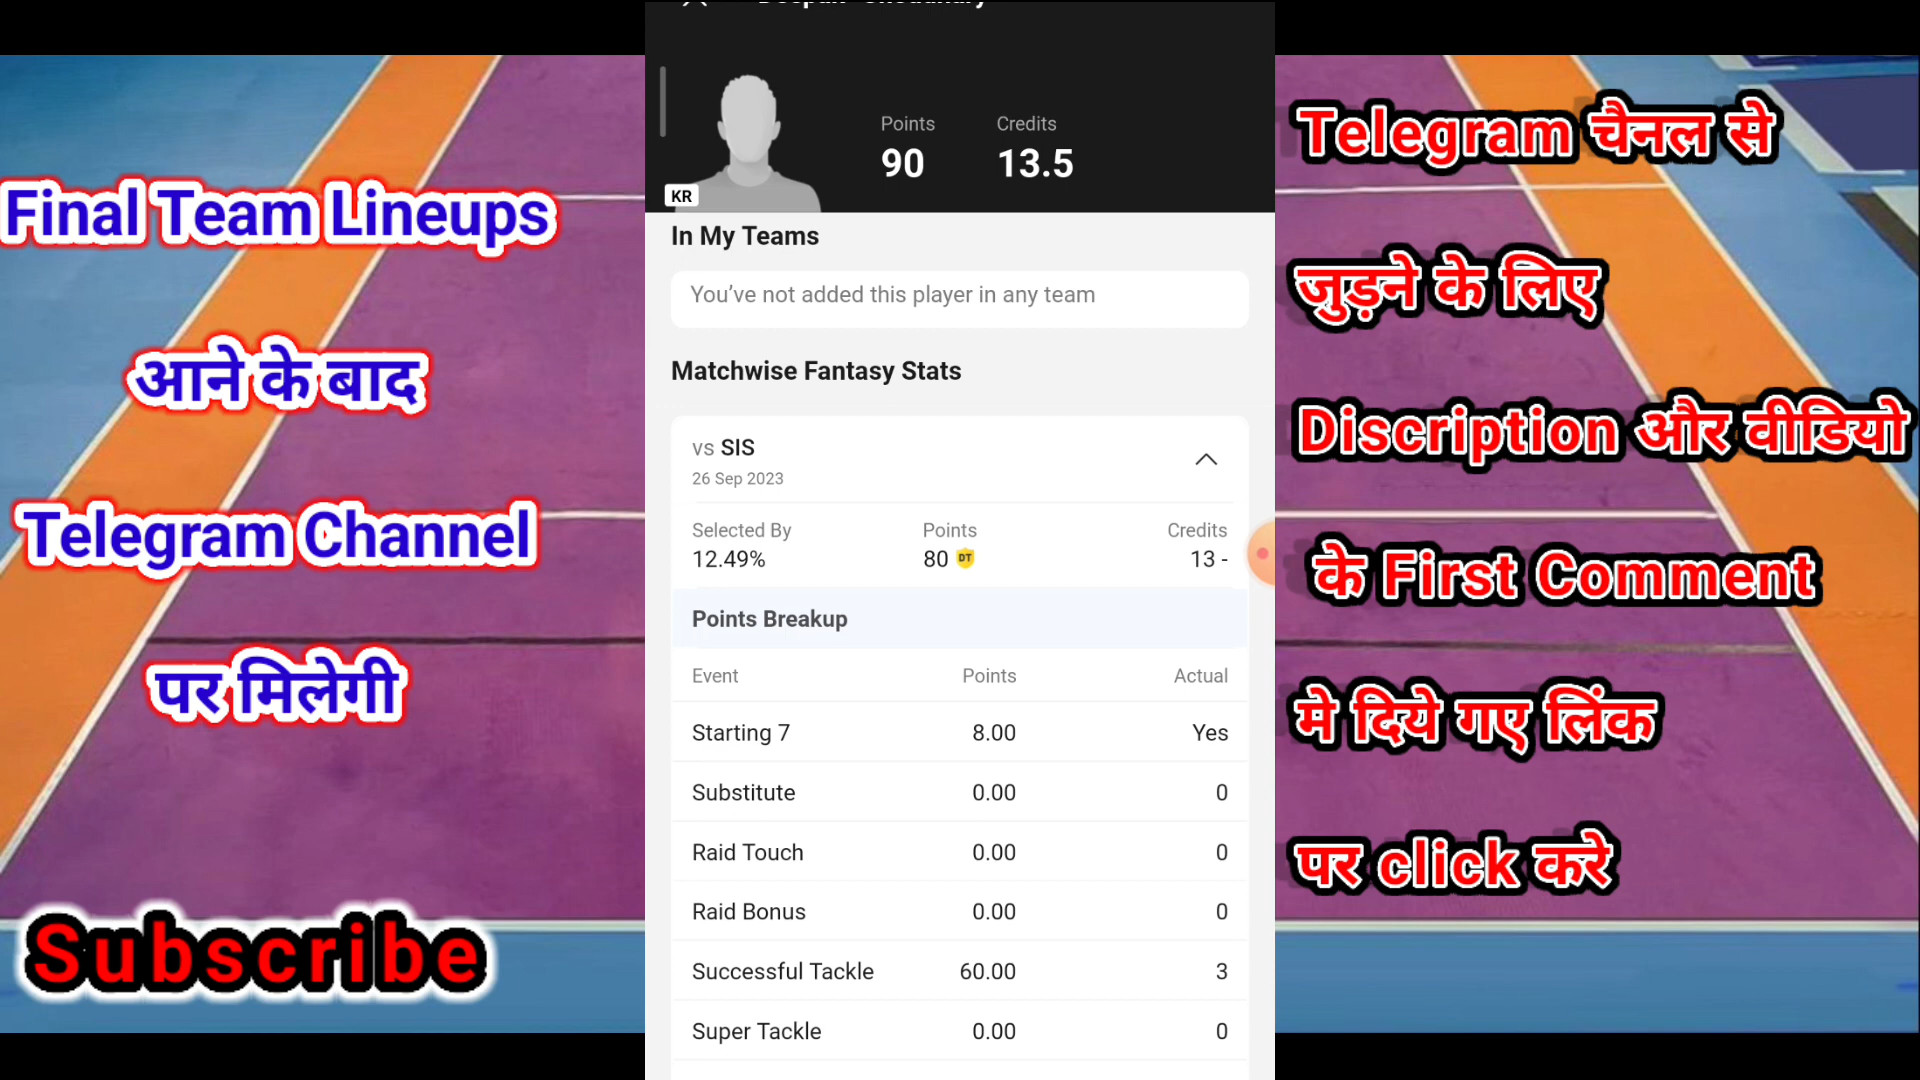 Final Team Lineups
आने के बाद
Telegram Channel
पर मिलेगी
Subscribe
Points
Credits
90
13.5
KR
In My Teams
You’ve not added this player in any team
Matchwise Fantasy Stats
vs SIS
26 Sep 2023
Selected By
Points
Credits
12.49%
80 DT
13 -
Points Breakup
Event Points Actual
Starting 7 8.00 Yes
Substitute 0.00 0
Raid Touch 0.00 0
Raid Bonus 0.00 0
Successful Tackle 60.00 3
Super Tackle 0.00 0
Telegram चैनल से
जुड़ने के लिए
Discription और वीडियो
के First Comment
मे दिये गए लिंक
पर click करे